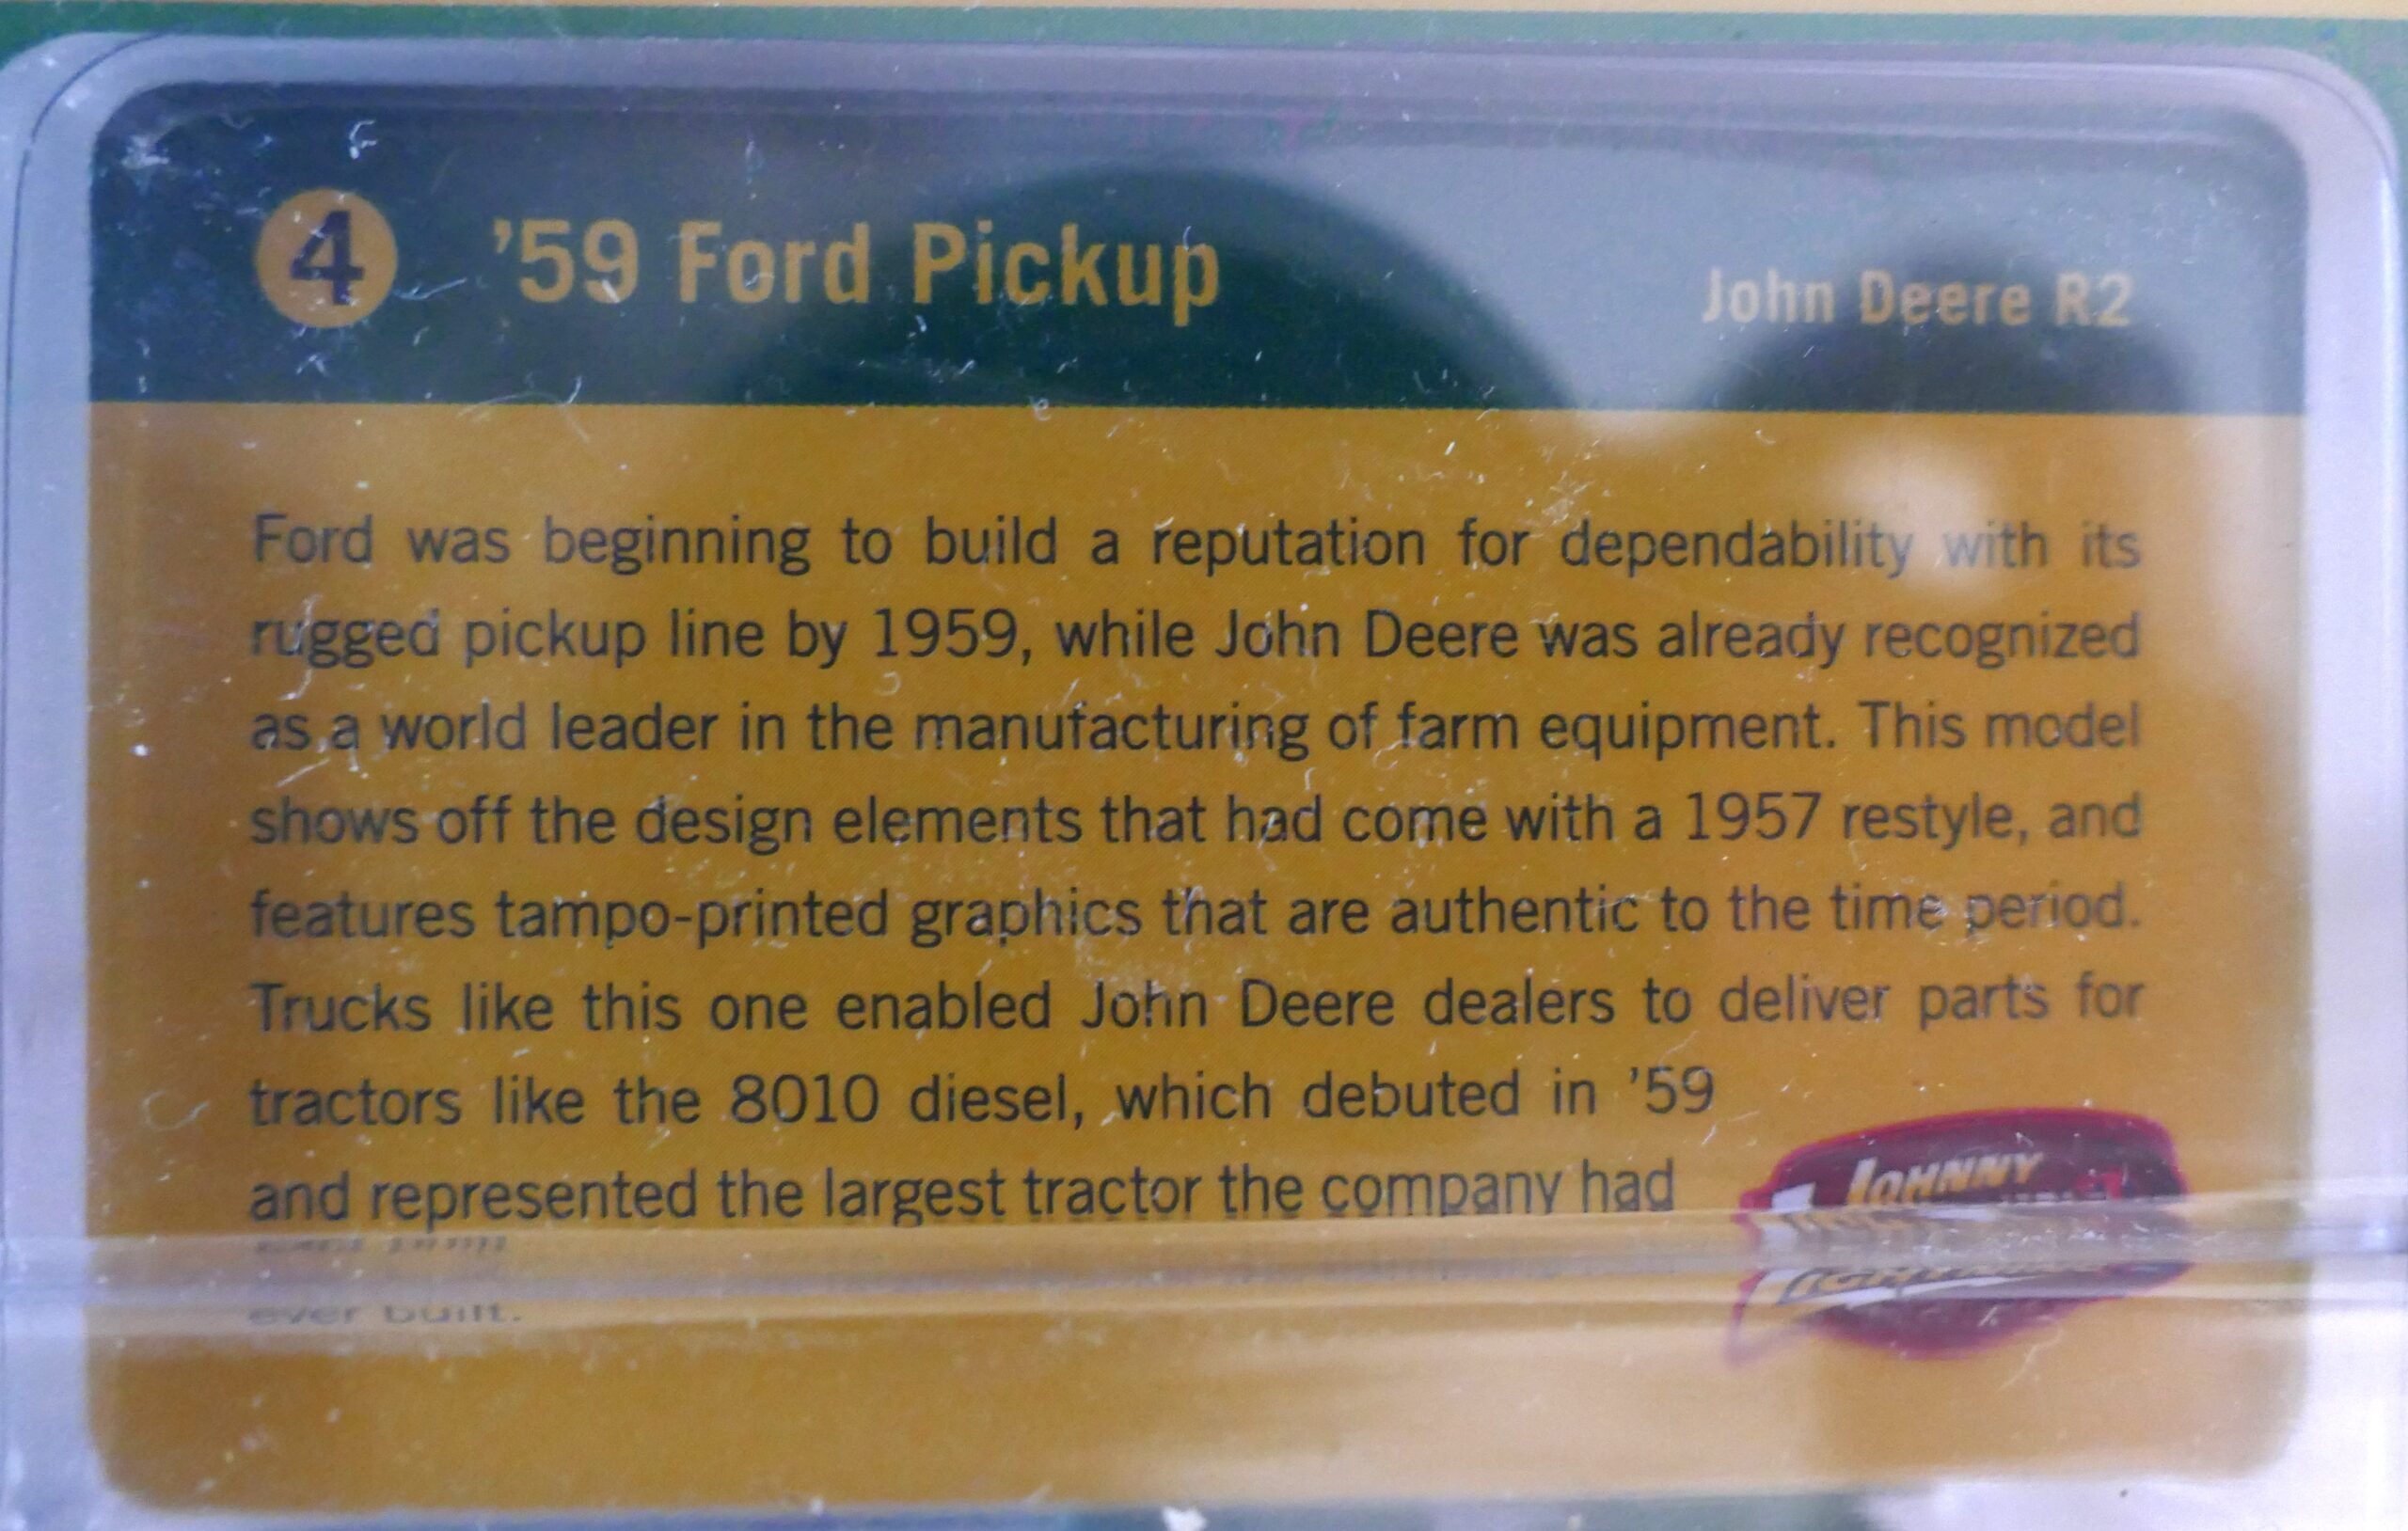 4 '59 Ford Pickup John Deere R2
Ford was beginning to build a reputation for dependability with its
rugged pickup line by 1959, while John Deere was already recognized
as a world leader in the manufacturing of farm equipment. This model
shows off the design elements that had come with a 1957 restyle, and
features tampo-printed graphics that are authentic to the time period.
Trucks like this one enabled John Deere dealers to deliver parts for
tractors like the 8010 diesel, which debuted in '59
and represented the largest tractor the company had
ever built.
JOHNNY
LIGHTNING